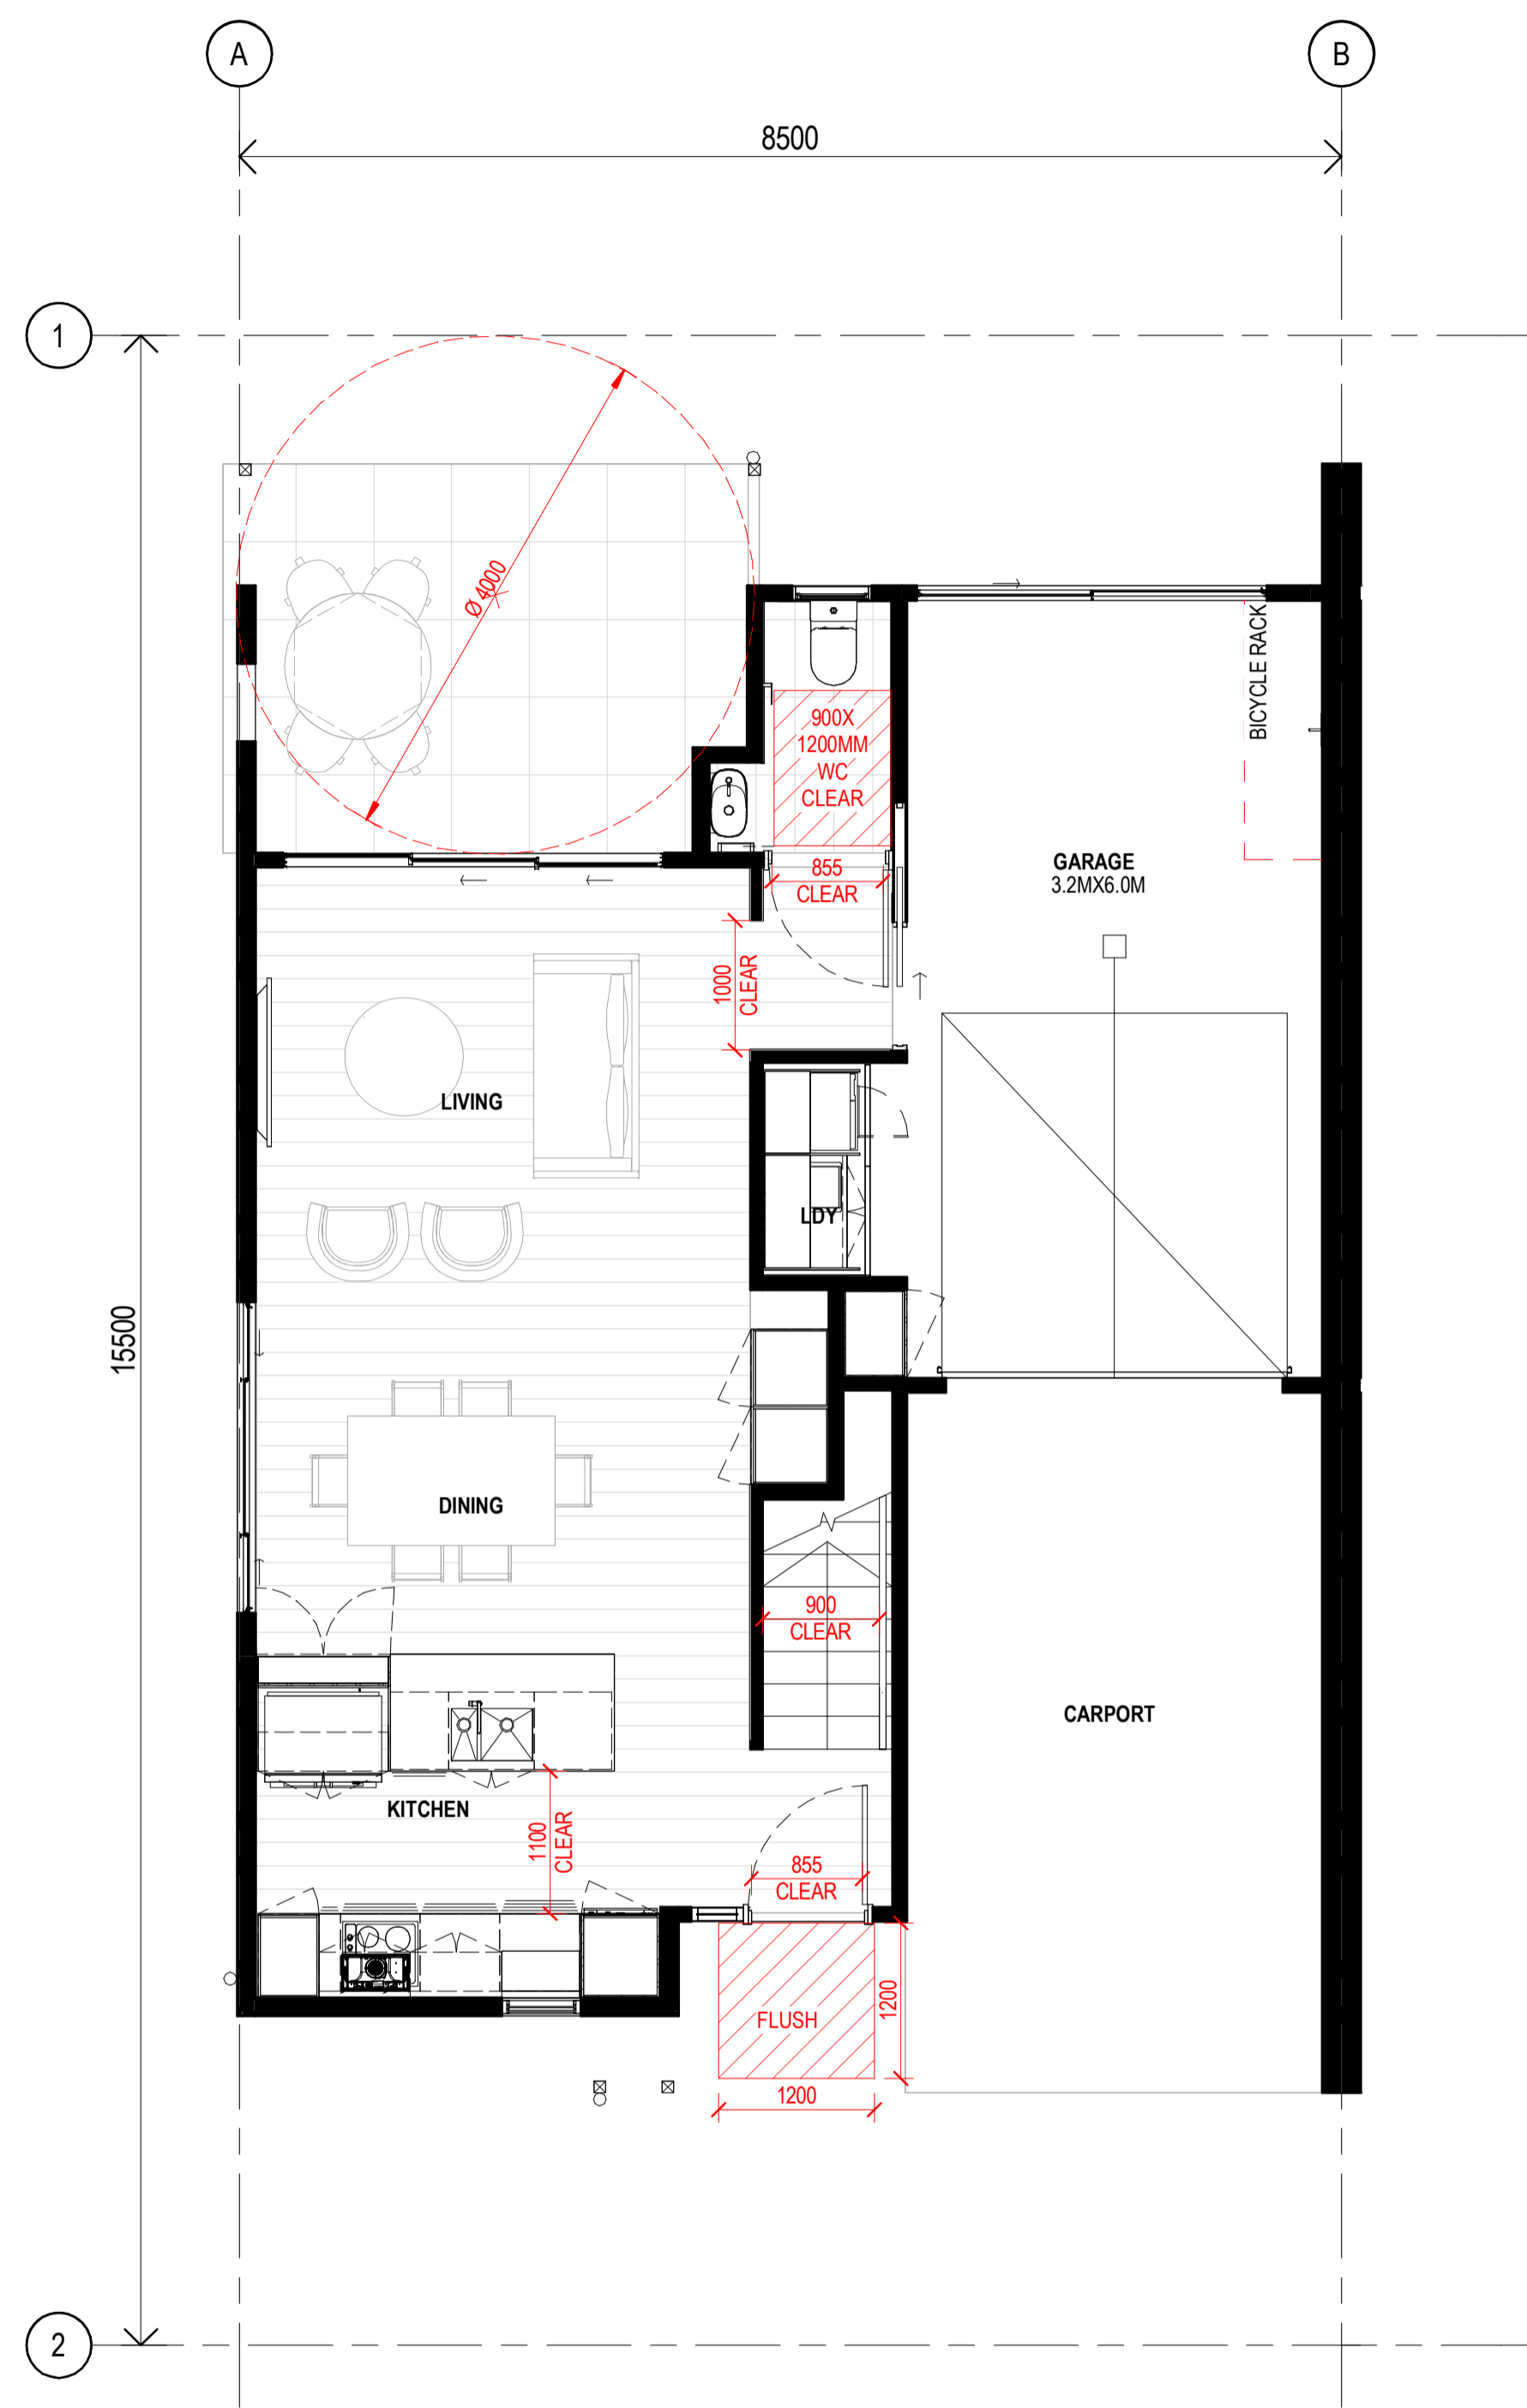 A
B
8500
1
Ø 4000
900X
1200MM
WC
CLEAR
BICYCLE RACK
855
CLEAR
GARAGE
3.2MX6.0M
1000
CLEAR
LIVING
LDY
15500
DINING
900
CLEAR
CARPORT
KITCHEN
1100
CLEAR
855
CLEAR
FLUSH
1200
1200
2